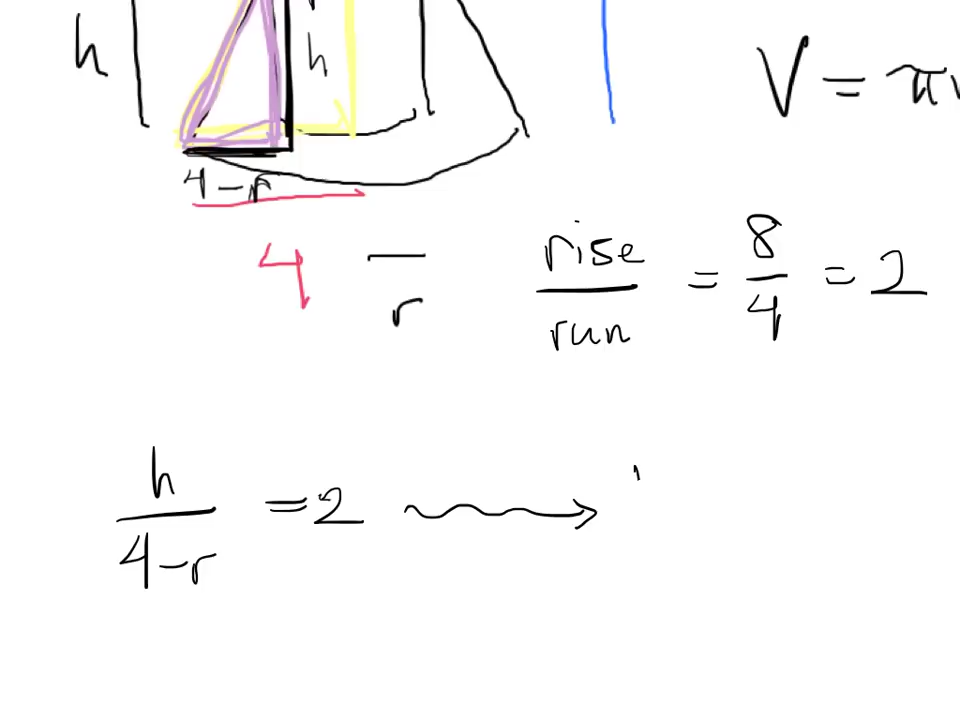 h
h
V = π
4-r
4
r
rise/run = 8/4 = 2
h/4-r = 2